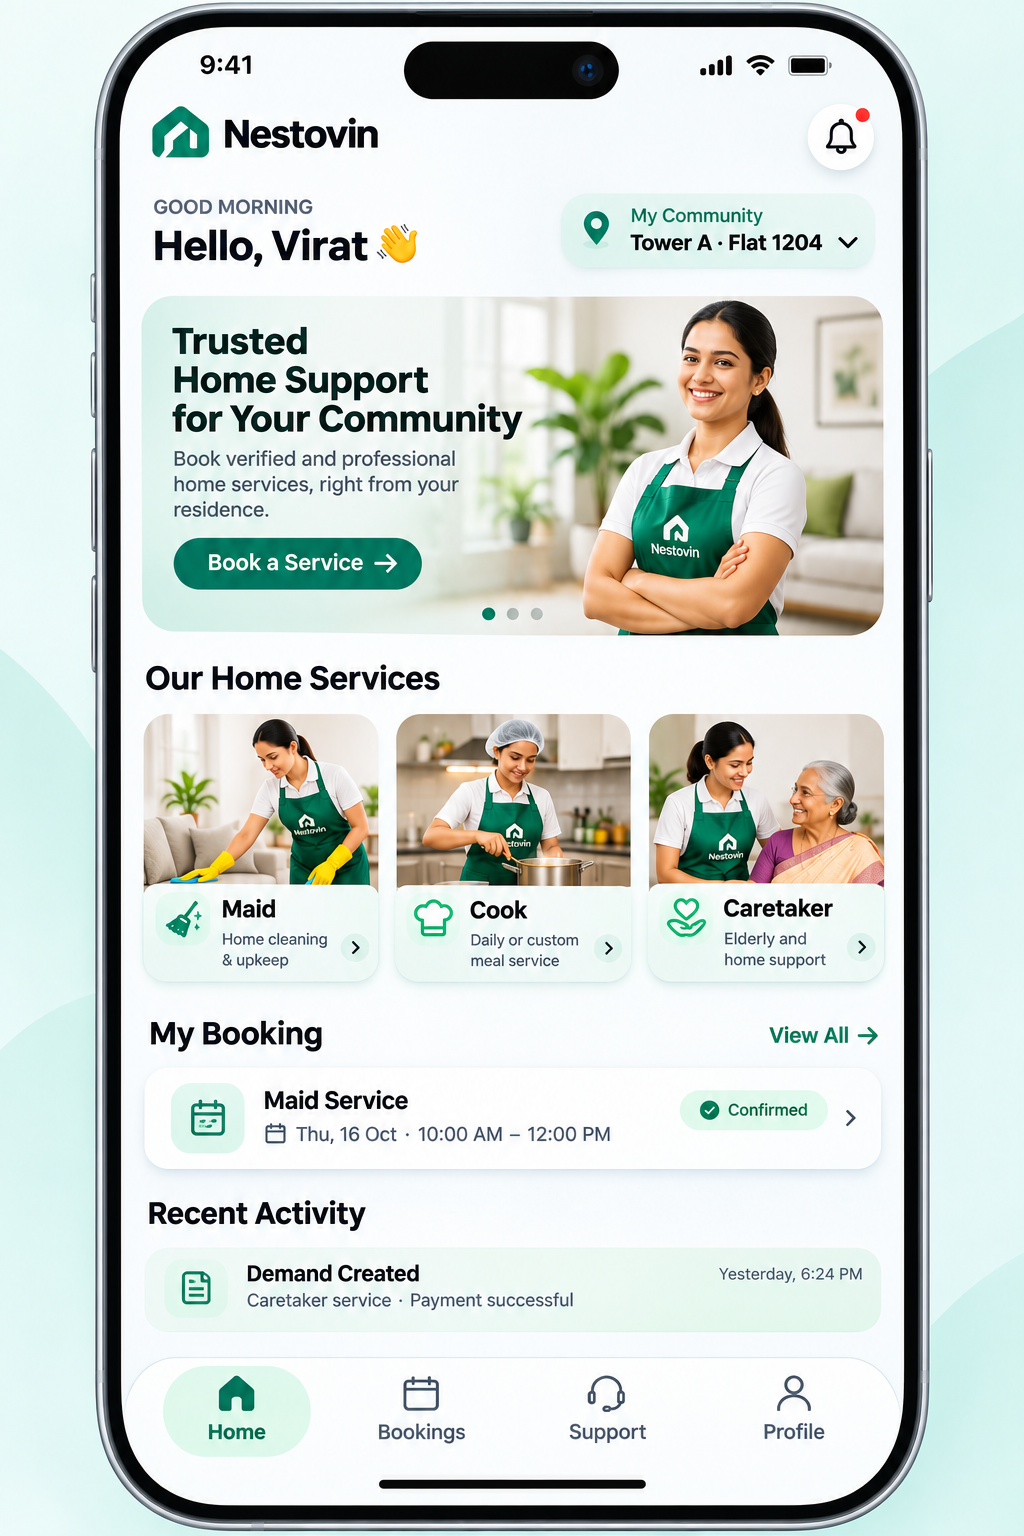 9:41
Nestovin
GOOD MORNING
Hello, Virat 👋
My Community
Tower A · Flat 1204
Trusted
Home Support
for Your Community
Book verified and professional
home services, right from your
residence.
Book a Service →
Nestovin
Our Home Services
Nestovin
Nestovin
Maid
Home cleaning
& upkeep
Cook
Daily or custom
meal service
Caretaker
Elderly and
home support
My Booking
View All →
Maid Service
Thu, 16 Oct · 10:00 AM – 12:00 PM
Confirmed
Recent Activity
Demand Created
Caretaker service · Payment successful
Yesterday, 6:24 PM
Home
Bookings
Support
Profile